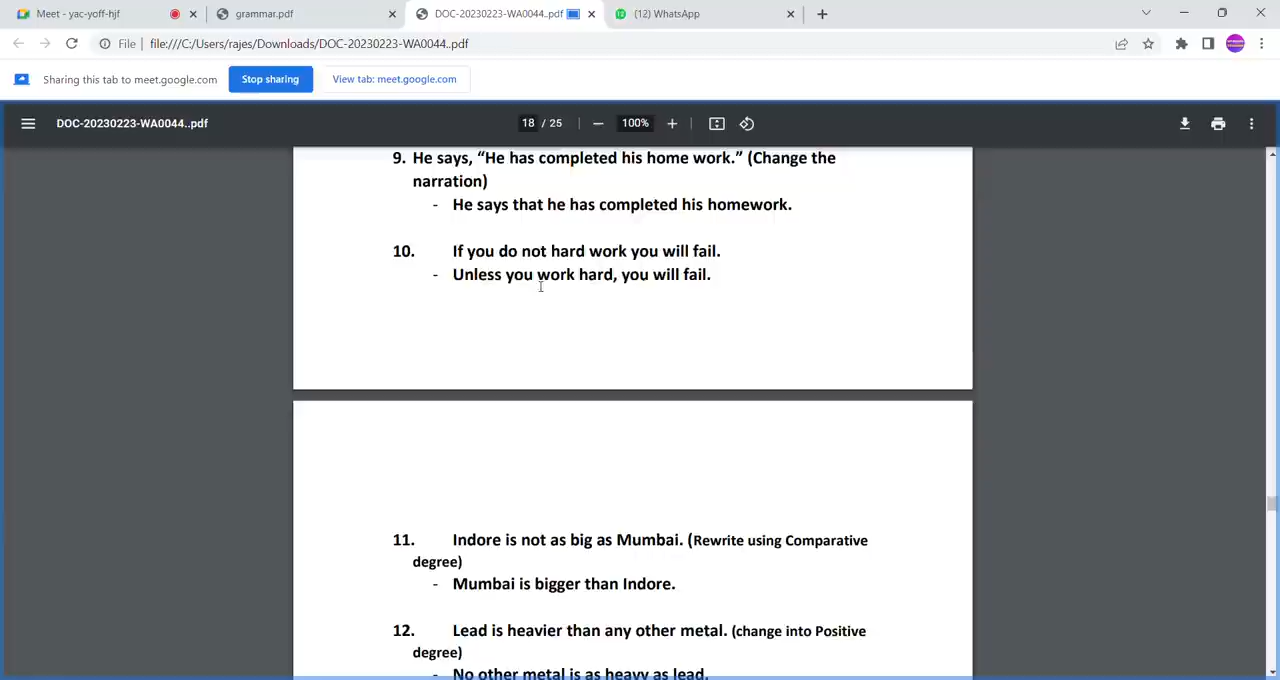 Meet - yac-yoff-hjf
grammar.pdf
DOC-20230223-WA0044..pdf
(12) WhatsApp
File | file:///C:/Users/rajes/Downloads/DOC-20230223-WA0044..pdf
Sharing this tab to meet.google.com
Stop sharing
View tab: meet.google.com
DOC-20230223-WA0044..pdf
18 / 25
100%
9. He says, “He has completed his home work.” (Change the
narration)
- He says that he has completed his homework.
10. If you do not hard work you will fail.
- Unless you work hard, you will fail.
11. Indore is not as big as Mumbai. (Rewrite using Comparative
degree)
- Mumbai is bigger than Indore.
12. Lead is heavier than any other metal. (change into Positive
degree)
- No other metal is as heavy as lead.